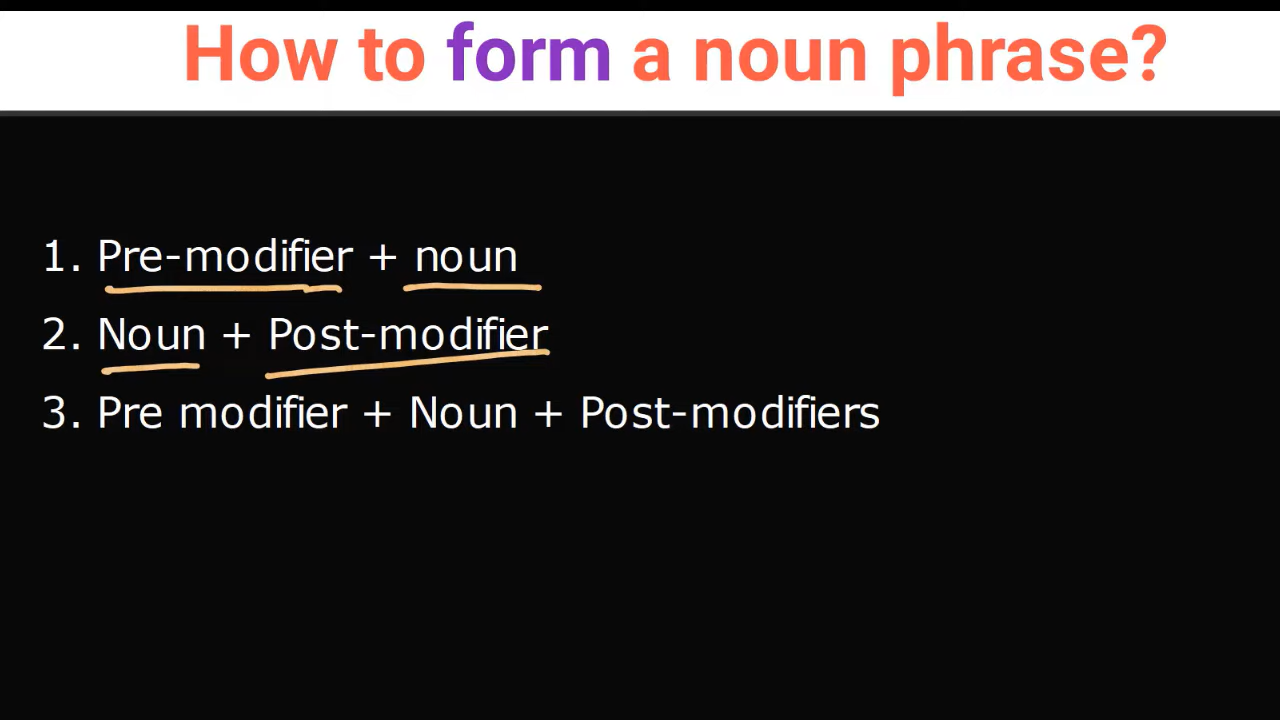 How to form a noun phrase?
1. Pre-modifier + noun
2. Noun + Post-modifier
3. Pre modifier + Noun + Post-modifiers